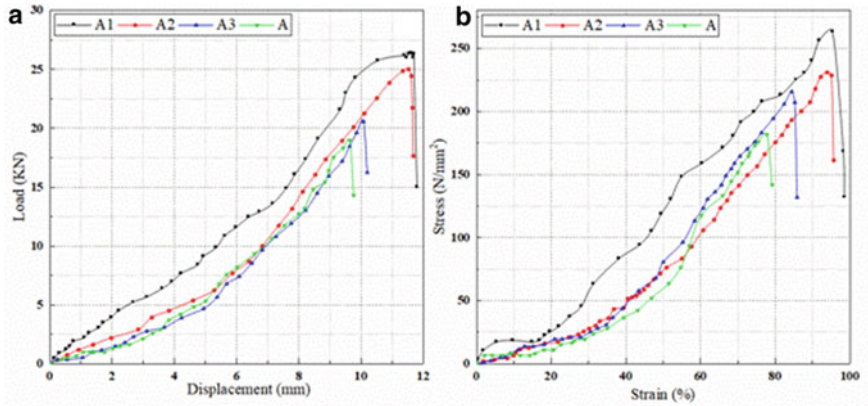 a
A1 A2 A3 A
30
25
20
15
10
5
0
Load (KN)
0 2 4 6 8 10 12
Displacement (mm)
b
A1 A2 A3 A
250
200
150
100
50
0
Stress (N/mm²)
0 20 40 60 80 100
Strain (%)